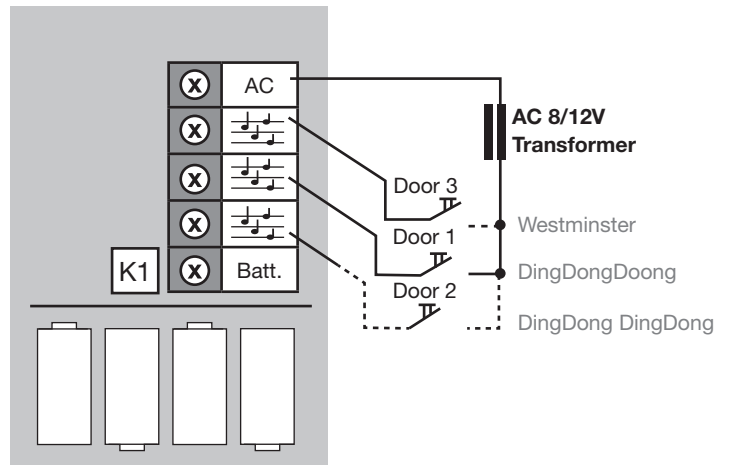 AC
AC 8/12V
Transformer
Door 3
Westminster
Door 1
K1
Batt.
DingDongDoong
Door 2
DingDong DingDong